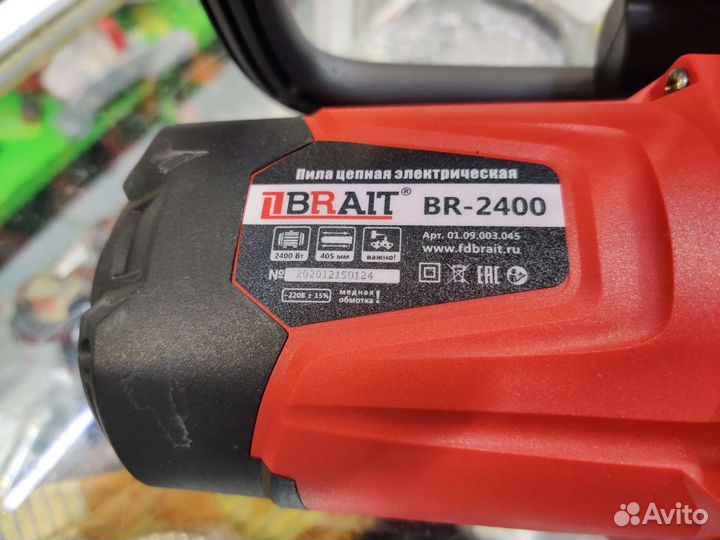 Пила цепная электрическая
BRAIT® BR-2400
Арт. 01.09.003.045
www.fdbrait.ru
2400 Вт 405 мм важно!
№ 202012150124
~220В ± 15% медная обмотка!
EAC
Avito